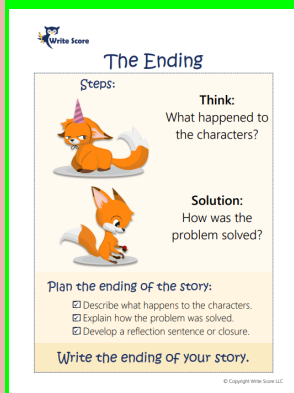 Write Score
The Ending
Steps:
Think:
What happened to
the characters?
Solution:
How was the
problem solved?
Plan the ending of the story:
☑ Describe what happens to the characters.
☑ Explain how the problem was solved.
☑ Develop a reflection sentence or closure.
Write the ending of your story.
© Copyright Write Score LLC